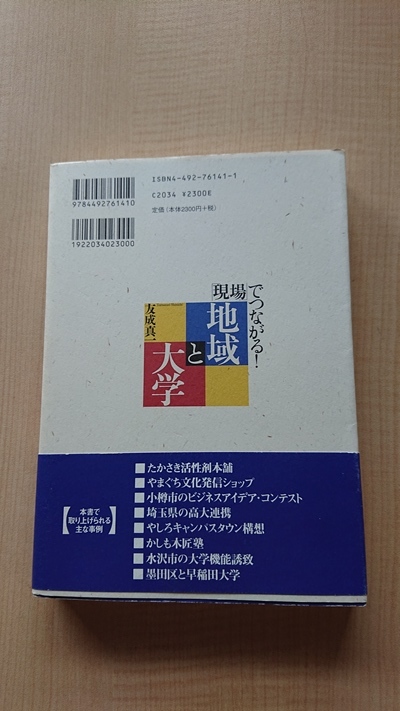 ISBN4-492-76141-1
C2034 ¥2300E
定価(本体2300円+税)
9784492761410
1922034023000
「現場」でつながる!
地域
と
大学
友成真一
【本書で
取り上げられる
主な事例】
■たかさき活性剤本舗
■やまぐち文化発信ショップ
■小樽市のビジネスアイデア・コンテスト
■埼玉県の高大連携
■やしろキャンパスタウン構想
■かしも木匠塾
■水沢市の大学機能誘致
■墨田区と早稲田大学